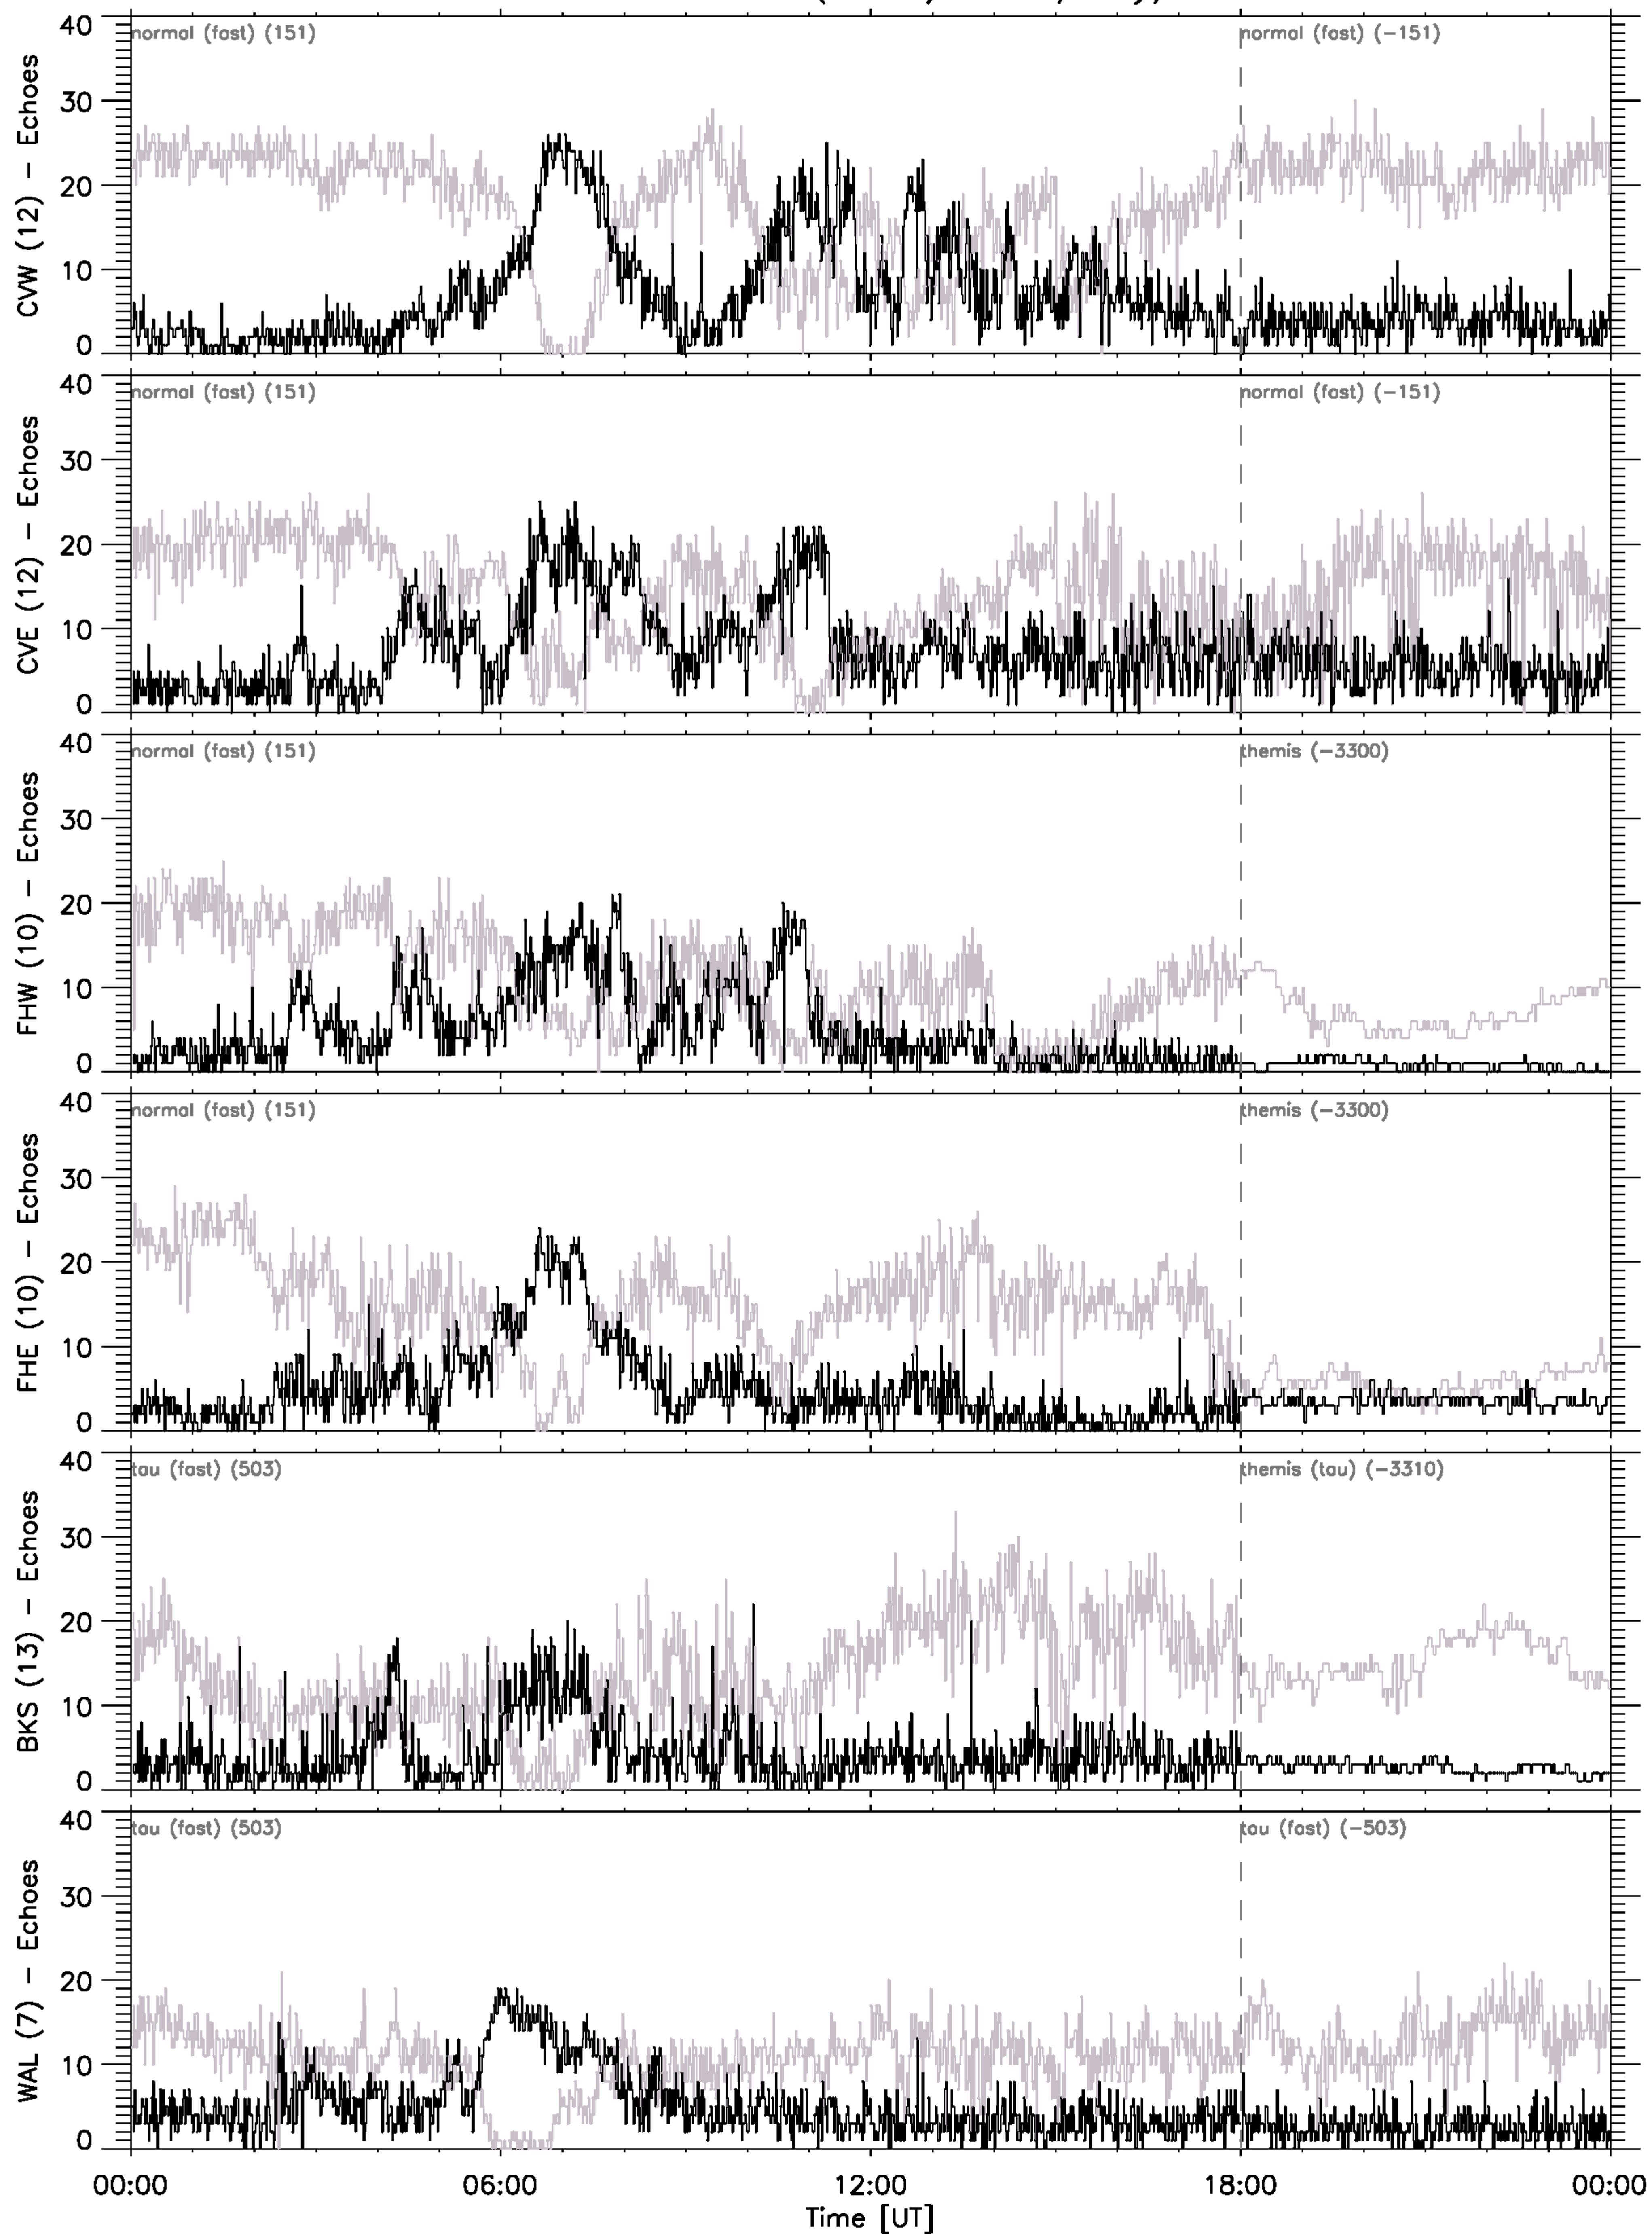 40 normal (fast) (151) normal (fast) (-151)
30
20
10
0
CVW (12) - Echoes
40 normal (fast) (151) normal (fast) (-151)
30
20
10
0
CVE (12) - Echoes
40 normal (fast) (151) themis (-3300)
30
20
10
0
FHW (10) - Echoes
40 normal (fast) (151) themis (-3300)
30
20
10
0
FHE (10) - Echoes
40 tau (fast) (503) themis (tau) (-3310)
30
20
10
0
BKS (13) - Echoes
40 tau (fast) (503) tau (fast) (-503)
30
20
10
0
WAL (7) - Echoes
00:00 06:00 12:00 18:00 00:00
Time [UT]